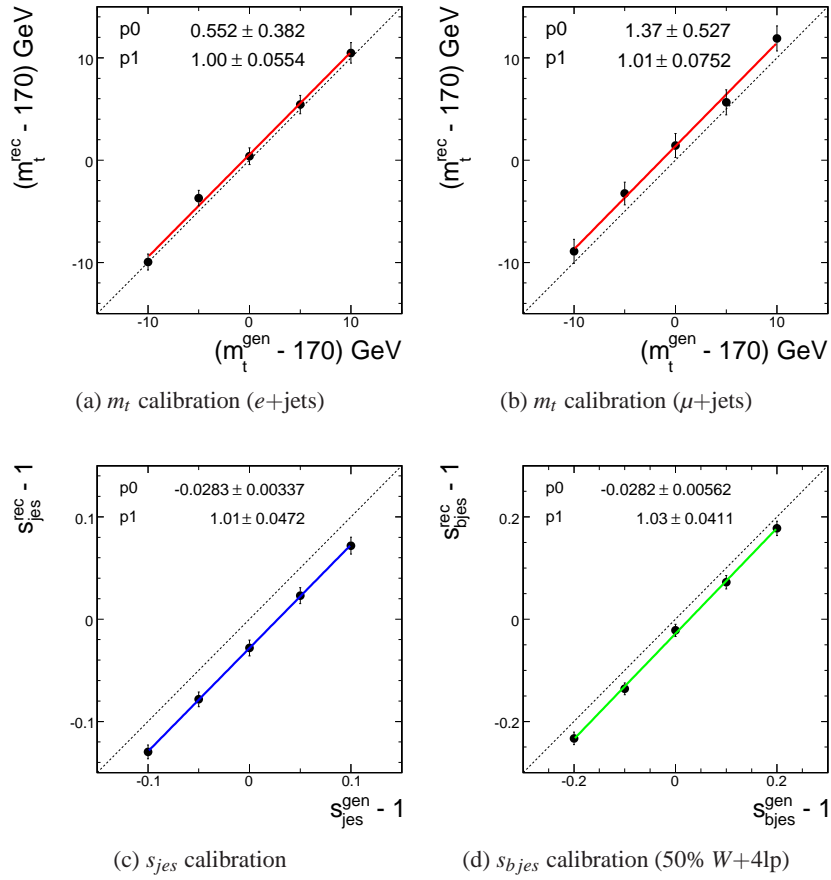 (m_t^rec - 170) GeV
p0 0.552 ± 0.382
p1 1.00 ± 0.0554
10
0
-10
-10 0 10
(m_t^gen - 170) GeV
(a) m_t calibration (e+jets)
(m_t^rec - 170) GeV
p0 1.37 ± 0.527
p1 1.01 ± 0.0752
10
0
-10
-10 0 10
(m_t^gen - 170) GeV
(b) m_t calibration (μ+jets)
s_jes^rec - 1
p0 -0.0283 ± 0.00337
p1 1.01 ± 0.0472
0.1
0
-0.1
-0.1 0 0.1
s_jes^gen - 1
(c) s_jes calibration
s_bjes^rec - 1
p0 -0.0282 ± 0.00562
p1 1.03 ± 0.0411
0.2
0
-0.2
-0.2 0 0.2
s_bjes^gen - 1
(d) s_bjes calibration (50% W+4lp)